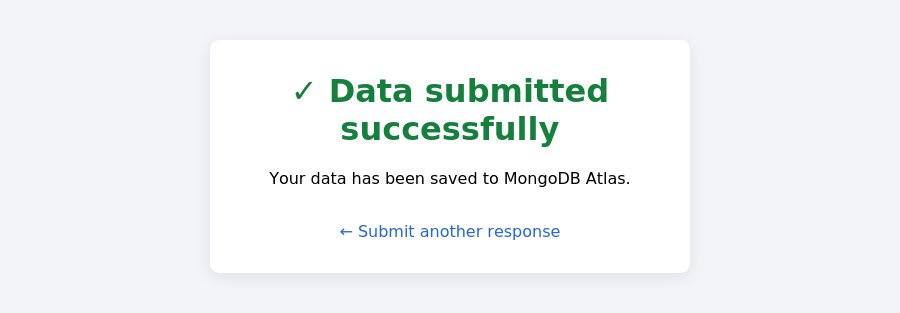 ✓ Data submitted
successfully
Your data has been saved to MongoDB Atlas.
← Submit another response